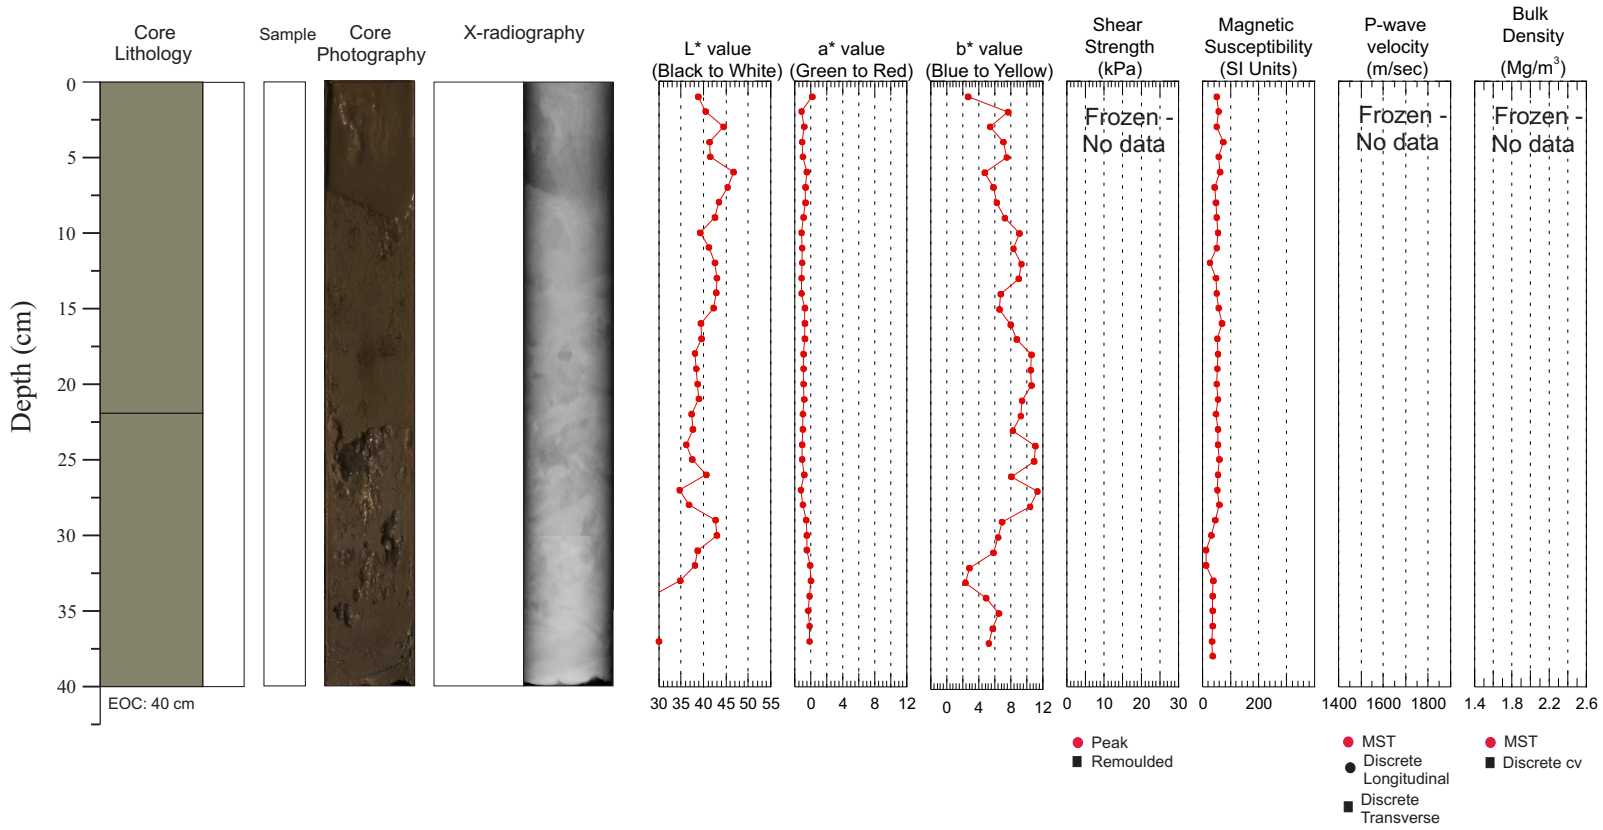 Core
Lithology
Sample
Core
Photography
X-radiography
L* value
(Black to White)
a* value
(Green to Red)
b* value
(Blue to Yellow)
Shear
Strength
(kPa)
Magnetic
Susceptibility
(SI Units)
P-wave
velocity
(m/sec)
Bulk
Density
(Mg/m³)
Depth (cm)
0
5
10
15
20
25
30
35
40
EOC: 40 cm
Frozen -
No data
Frozen -
No data
Frozen -
No data
30 35 40 45 50 55
0 4 8 12
0 4 8 12
0 10 20 30
0 200
1400 1600 1800
1.4 1.8 2.2 2.6
Peak
Remoulded
MST
Discrete
Longitudinal
Discrete
Transverse
MST
Discrete cv